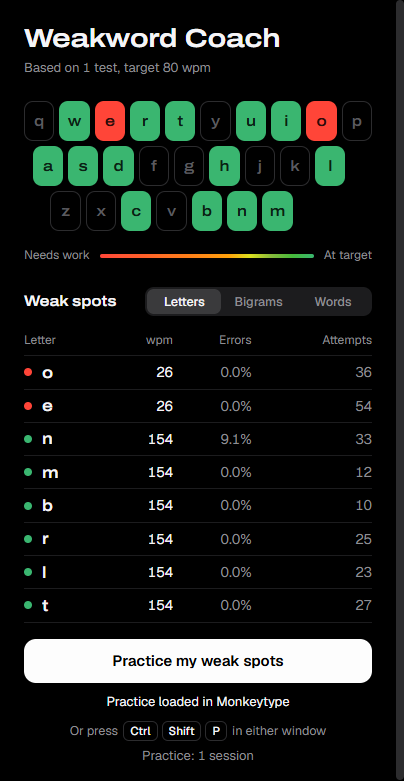 Weakword Coach
Based on 1 test, target 80 wpm
q w e r t y u i o p
a s d f g h j k l
z x c v b n m
Needs work At target
Weak spots Letters Bigrams Words
Letter wpm Errors Attempts
o 26 0.0% 36
e 26 0.0% 54
n 154 9.1% 33
m 154 0.0% 12
b 154 0.0% 10
r 154 0.0% 25
l 154 0.0% 23
t 154 0.0% 27
Practice my weak spots
Practice loaded in Monkeytype
Or press Ctrl Shift P in either window
Practice: 1 session